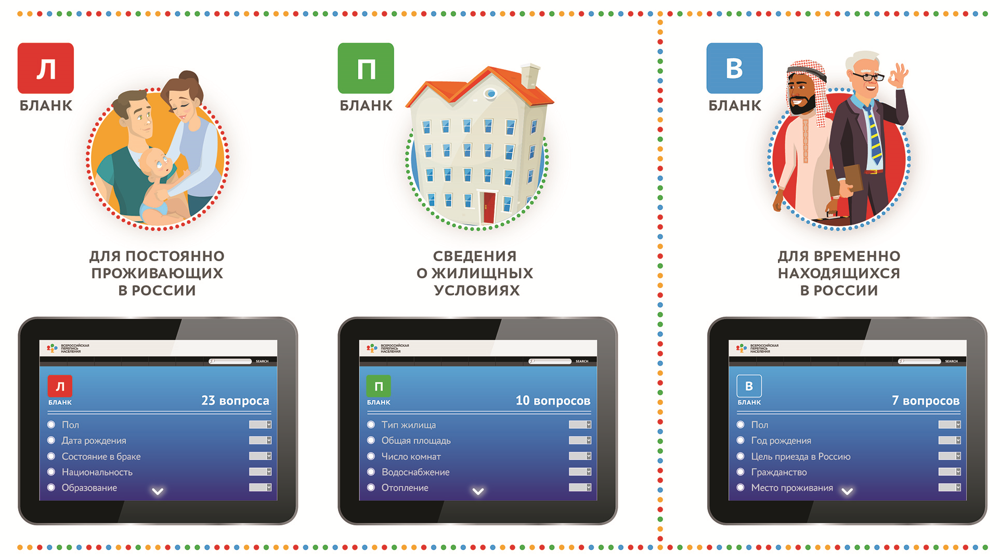 Л
БЛАНК
ДЛЯ ПОСТОЯННО
ПРОЖИВАЮЩИХ
В РОССИИ
ВСЕРОССИЙСКАЯ
ПЕРЕПИСЬ
НАСЕЛЕНИЯ
SEARCH
Л
БЛАНК
23 вопроса
Пол
Дата рождения
Состояние в браке
Национальность
Образование
П
БЛАНК
СВЕДЕНИЯ
О ЖИЛИЩНЫХ
УСЛОВИЯХ
ВСЕРОССИЙСКАЯ
ПЕРЕПИСЬ
НАСЕЛЕНИЯ
SEARCH
П
БЛАНК
10 вопросов
Тип жилища
Общая площадь
Число комнат
Водоснабжение
Отопление
В
БЛАНК
ДЛЯ ВРЕМЕННО
НАХОДЯЩИХСЯ
В РОССИИ
ВСЕРОССИЙСКАЯ
ПЕРЕПИСЬ
НАСЕЛЕНИЯ
SEARCH
В
БЛАНК
7 вопросов
Пол
Год рождения
Цель приезда в Россию
Гражданство
Место проживания